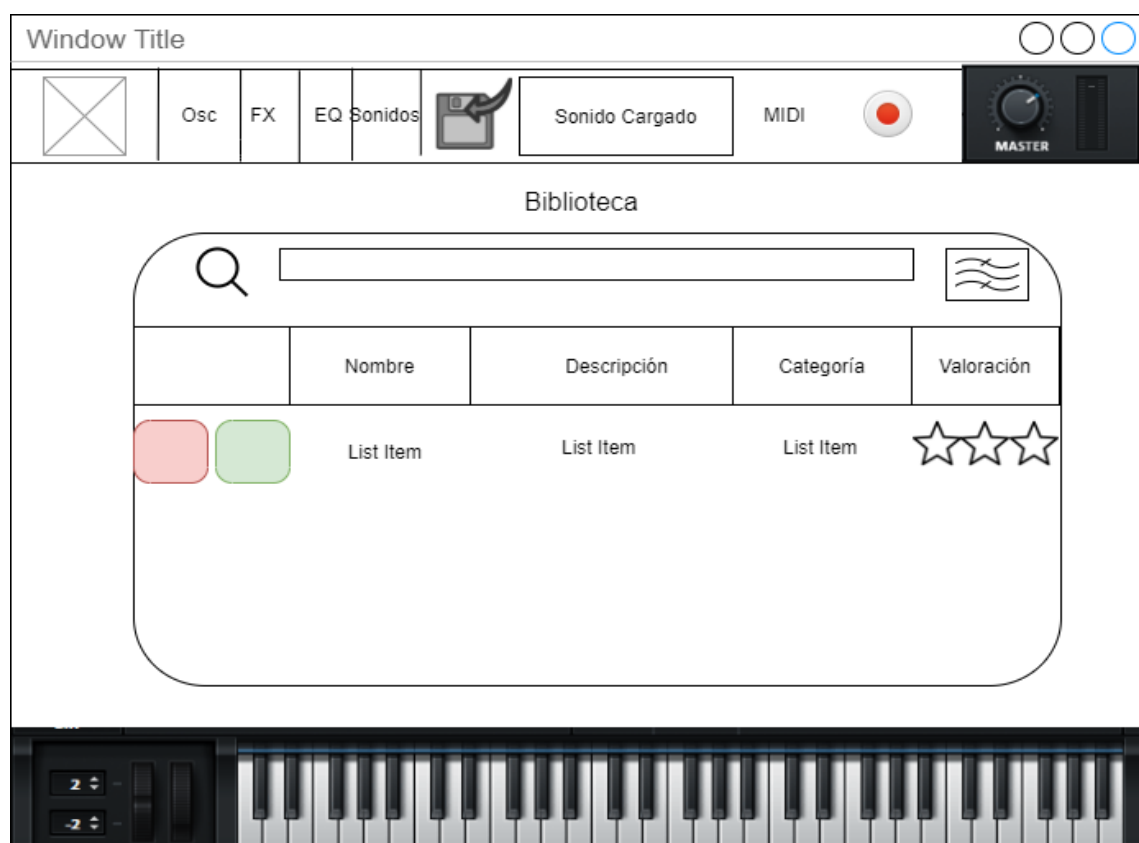 Window Title
Osc
FX
EQ
Sonidos
Sonido Cargado
MIDI
MASTER
Biblioteca
Nombre
Descripción
Categoría
Valoración
List Item
List Item
List Item
2
-2